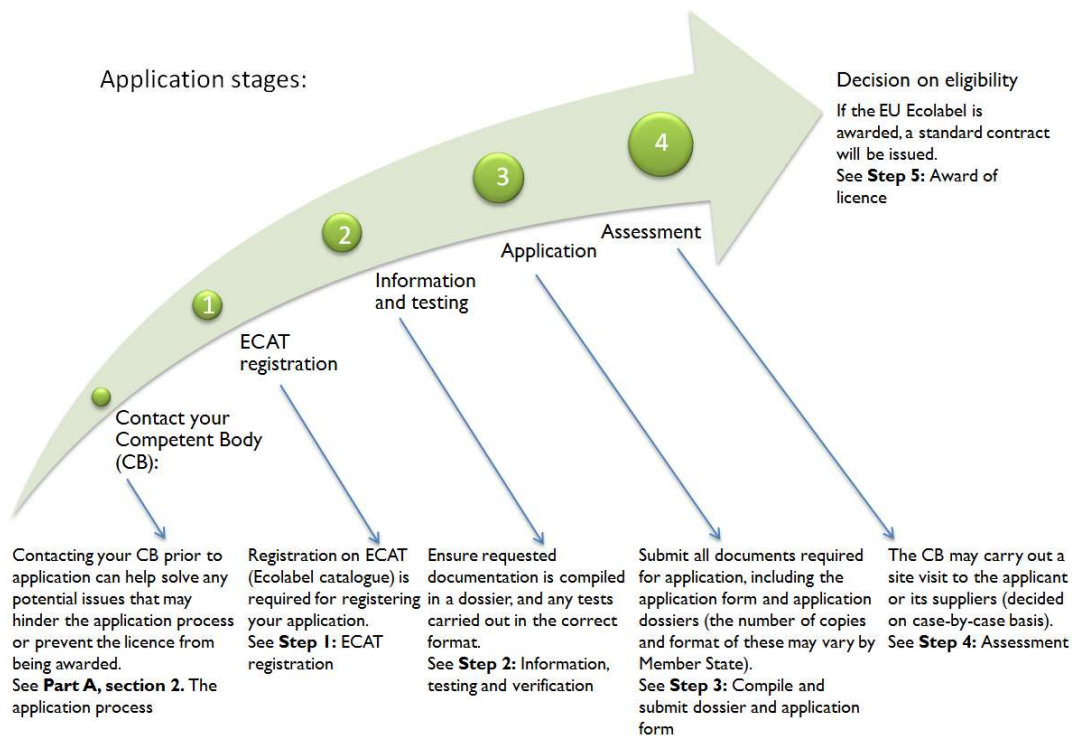 Application stages:
Decision on eligibility
If the EU Ecolabel is
awarded, a standard contract
will be issued.
See Step 5: Award of
licence
4
3
2
1
Assessment
Application
Information
and testing
ECAT
registration
Contact your
Competent Body
(CB):
Contacting your CB prior to
application can help solve any
potential issues that may
hinder the application process
or prevent the licence from
being awarded.
See Part A, section 2. The
application process
Registration on ECAT
(Ecolabel catalogue) is
required for registering
your application.
See Step 1: ECAT
registration
Ensure requested
documentation is compiled
in a dossier, and any tests
carried out in the correct
format.
See Step 2: Information,
testing and verification
Submit all documents required
for application, including the
application form and application
dossiers (the number of copies
and format of these may vary by
Member State).
See Step 3: Compile and
submit dossier and application
form
The CB may carry out a
site visit to the applicant
or its suppliers (decided
on case-by-case basis).
See Step 4: Assessment